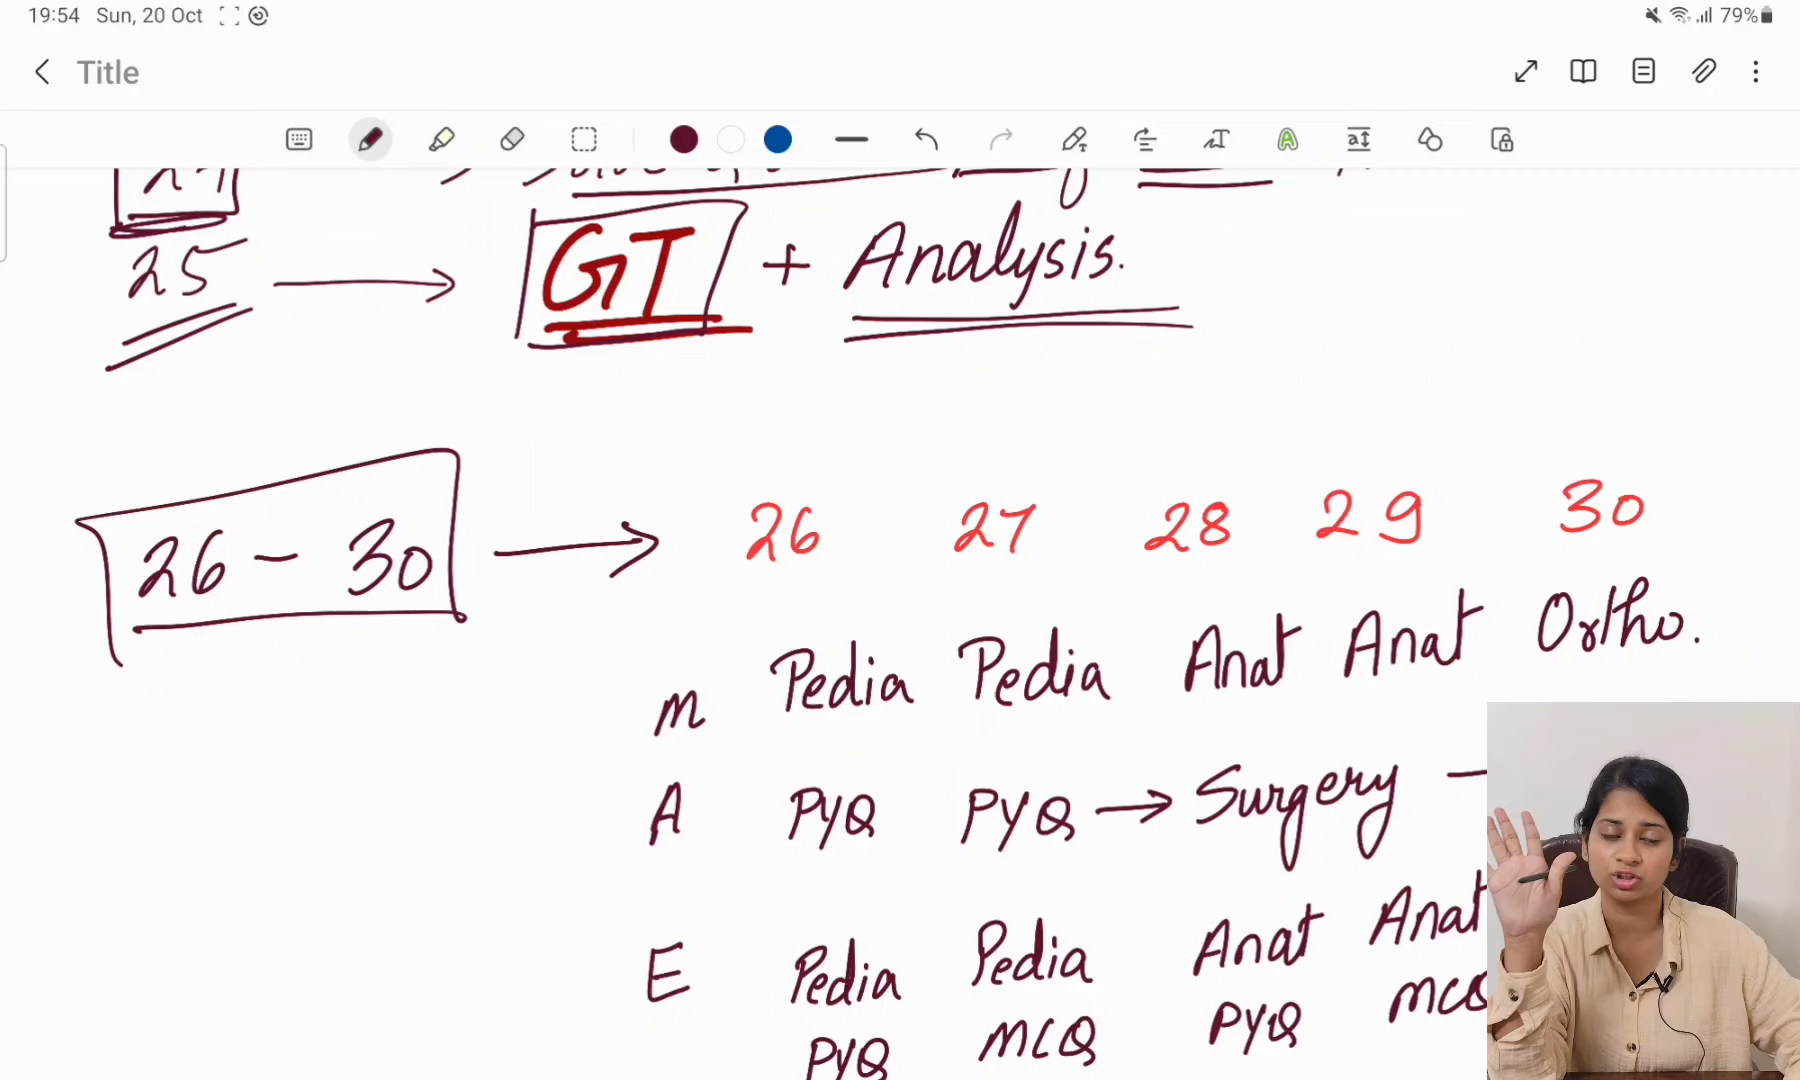 19:54 Sun, 20 Oct 79%
Title
25 → GT + Analysis.
26 - 30 → 26 27 28 29 30
M Pedia Pedia Anat Anat Ortho.
A PYQ PYQ → Surgery —
E Pedia Pedia Anat Anat
PYQ MCQ PYQ MCQ